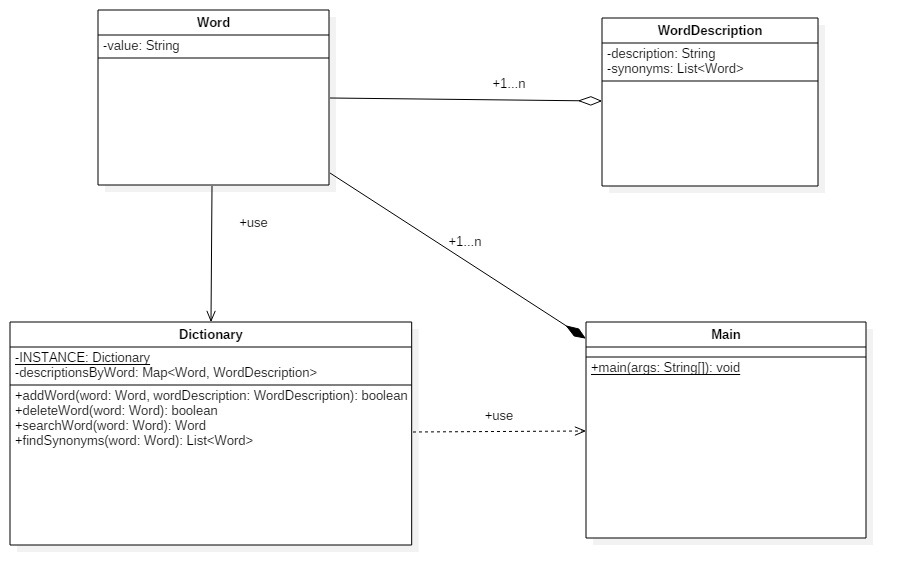 Word
-value: String
WordDescription
-description: String
-synonyms: List<Word>
+1...n
+use
+1...n
Dictionary
-INSTANCE: Dictionary
-descriptionsByWord: Map<Word, WordDescription>
+addWord(word: Word, wordDescription: WordDescription): boolean
+deleteWord(word: Word): boolean
+searchWord(word: Word): Word
+findSynonyms(word: Word): List<Word>
+use
Main
+main(args: String[]): void